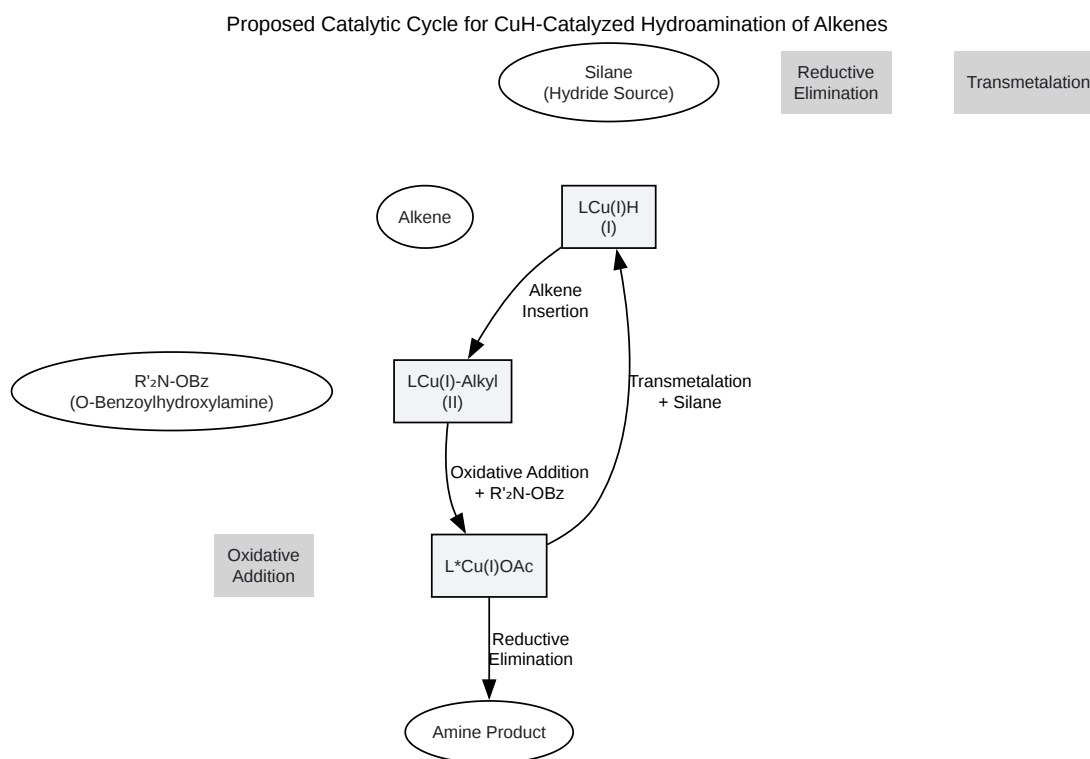 Proposed Catalytic Cycle for CuH-Catalyzed Hydroamination of Alkenes
Silane
(Hydride Source)
Reductive
Elimination
Transmetalation
Alkene
LCu(I)H
(I)
Alkene
Insertion
R'₂N-OBz
(O-Benzoylhydroxylamine)
LCu(I)-Alkyl
(II)
Transmetalation
+ Silane
Oxidative Addition
+ R'₂N-OBz
Oxidative
Addition
L*Cu(I)OAc
Reductive
Elimination
Amine Product